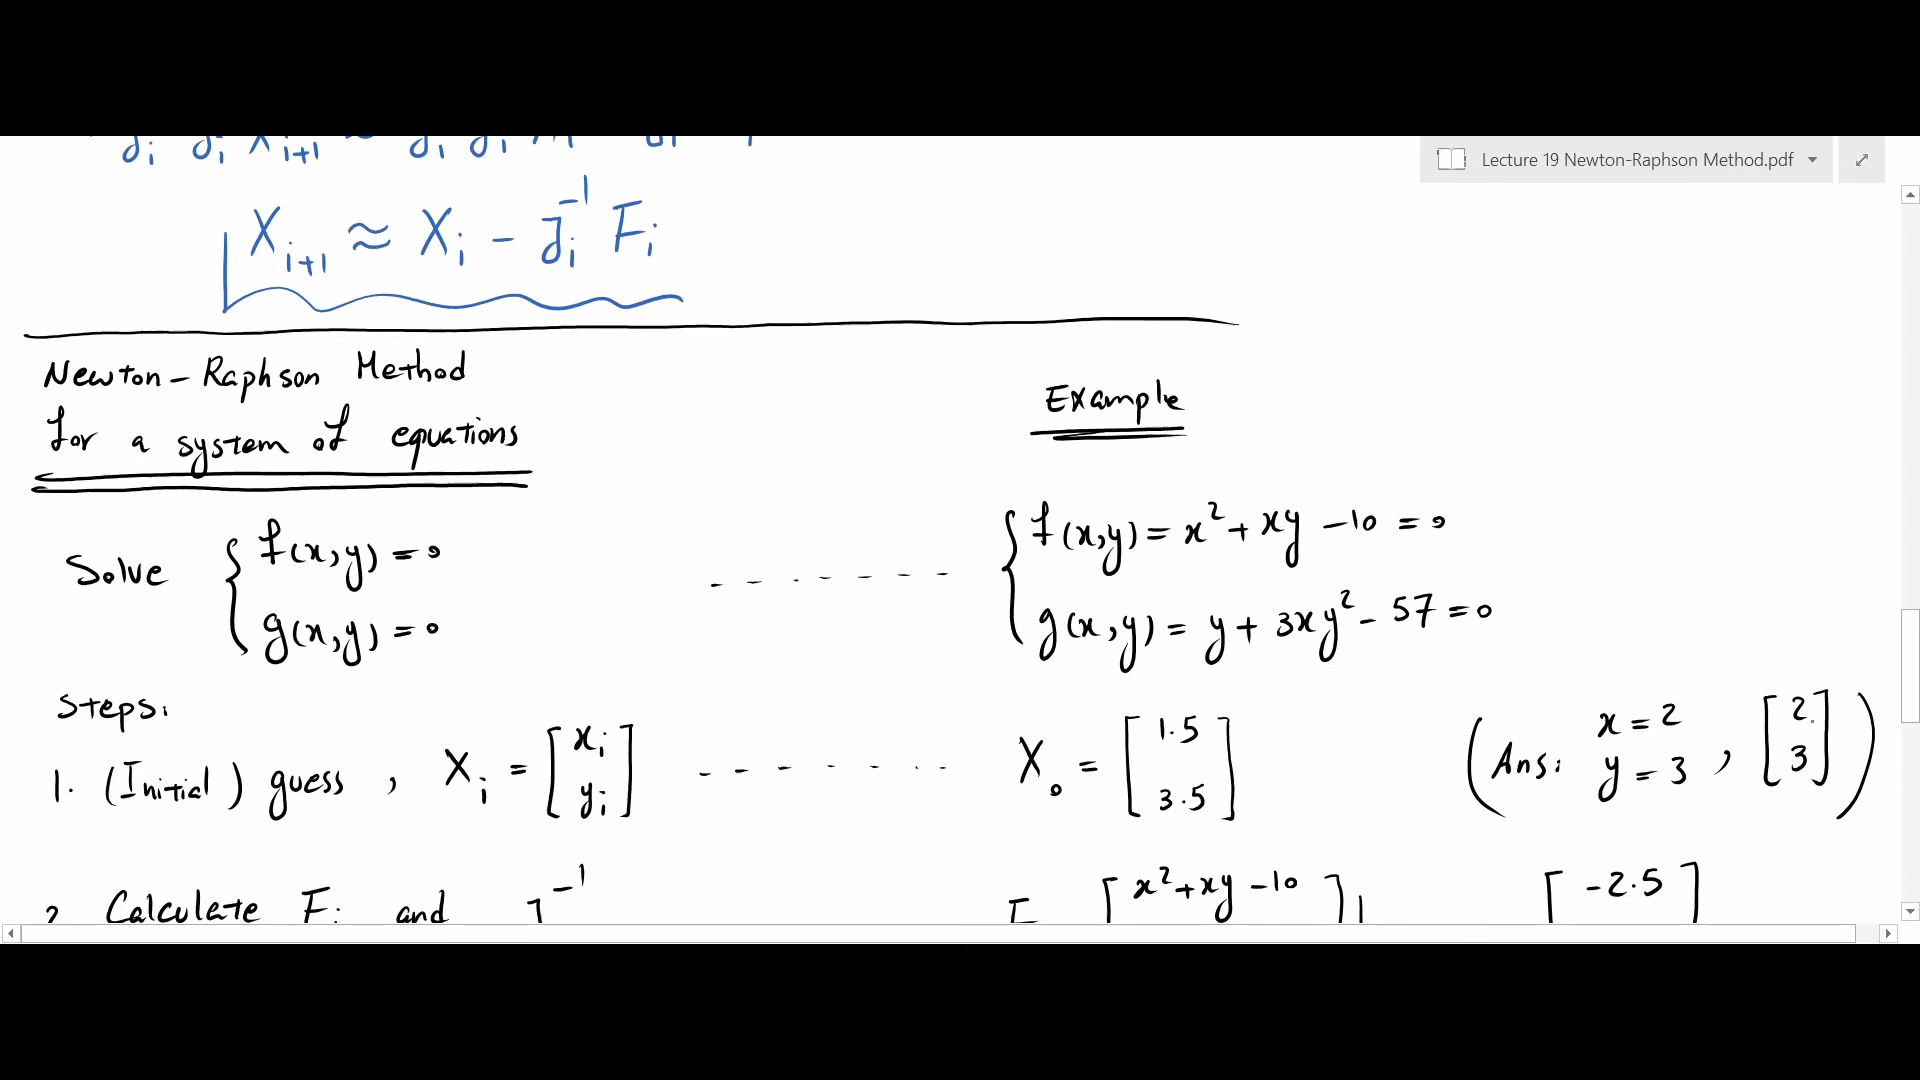 Lecture 19 Newton-Raphson Method.pdf
X_{i+1} ≈ X_i - J_i^{-1} F_i
Newton-Raphson Method
for a system of equations
Example
Solve { f(x,y) = 0
g(x,y) = 0
{ f(x,y) = x² + xy - 10 = 0
g(x,y) = y + 3xy² - 57 = 0
Steps:
1. (Initial) guess, X_i = [x_i
y_i]
X_0 = [1.5
3.5]
(Ans: x = 2
y = 3 , [2
3])
2. Calculate F_i and J^{-1}
F [x² + xy - 10]
[-2.5]